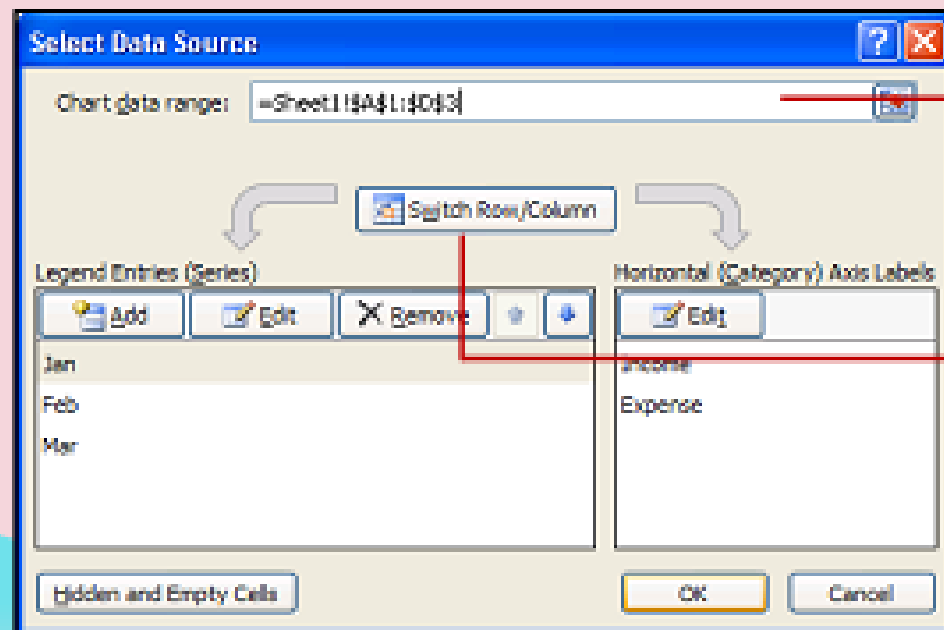 Select Data Source
Chart data range: =Sheet1!$A$1:$D$3
Switch Row/Column
Legend Entries (Series)
Horizontal (Category) Axis Labels
Add Edit Remove
Edit
Jan
Income
Feb
Expense
Mar
Hidden and Empty Cells
OK Cancel